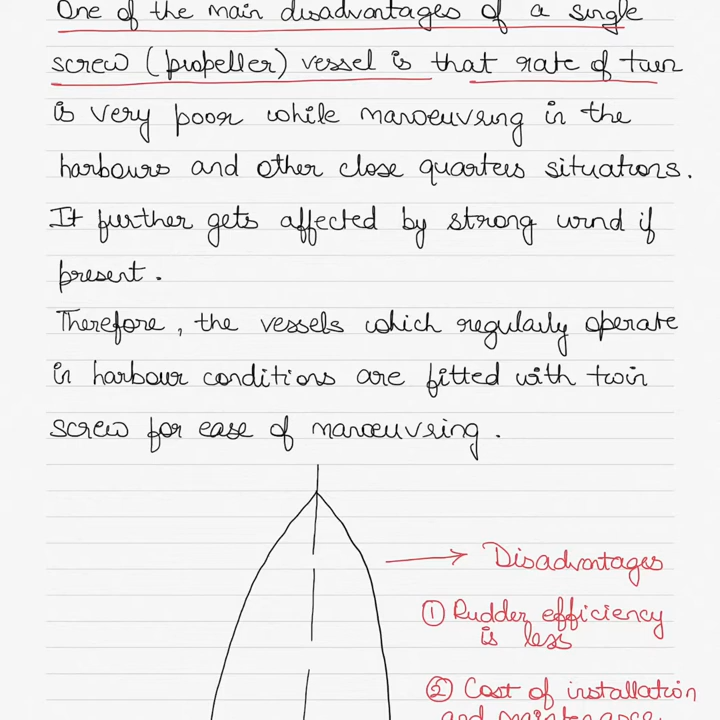 One of the main disadvantages of a single
screw (propeller) vessel is that rate of turn
is very poor while manoeuvring in the
harbours and other close quarters situations.
It further gets affected by strong wind if
present.
Therefore, the vessels which regularly operate
in harbour conditions are fitted with twin
screw for ease of manoeuvring.
→ Disadvantages
① Rudder efficiency
is less
② Cost of installation
and maintenance